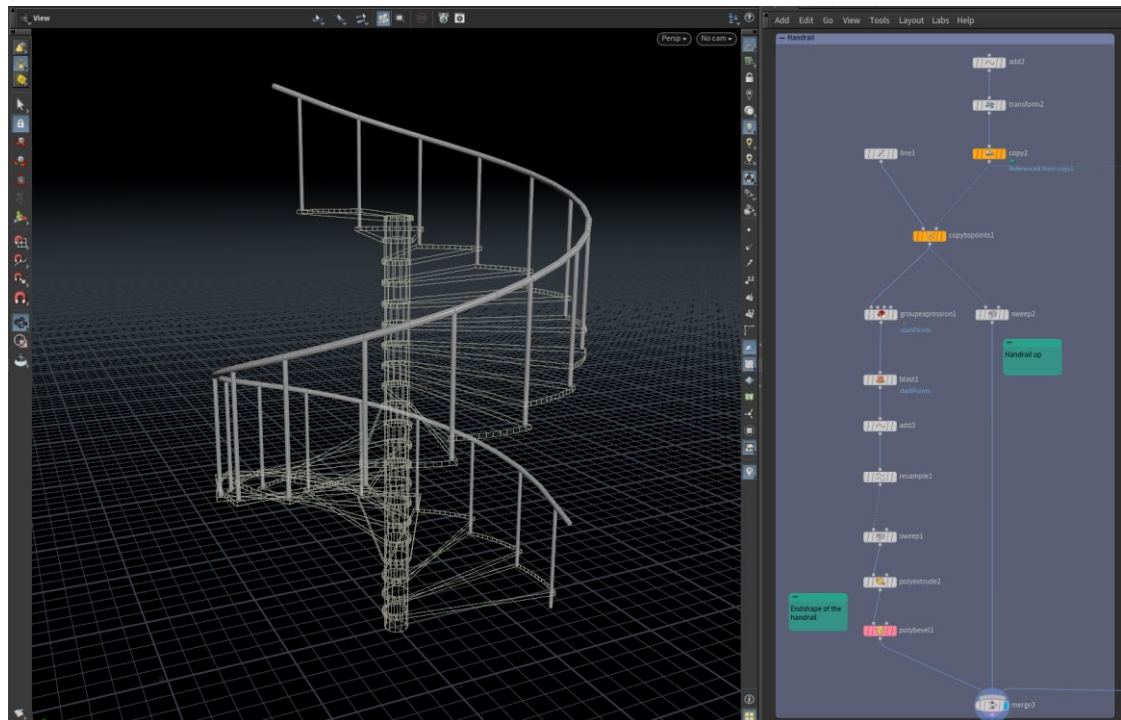 View
Persp
No cam
Add Edit Go View Tools Layout Labs Help
Handrail
add2
transform2
line1
copy2
Referenced from copy1
copytopoints1
groupexpression1
startPoints
sweep2
Handrail up
blast1
startPoints
add3
resample1
sweep1
polyextrude2
Endshape of the
handrail
polybevel1
merge3